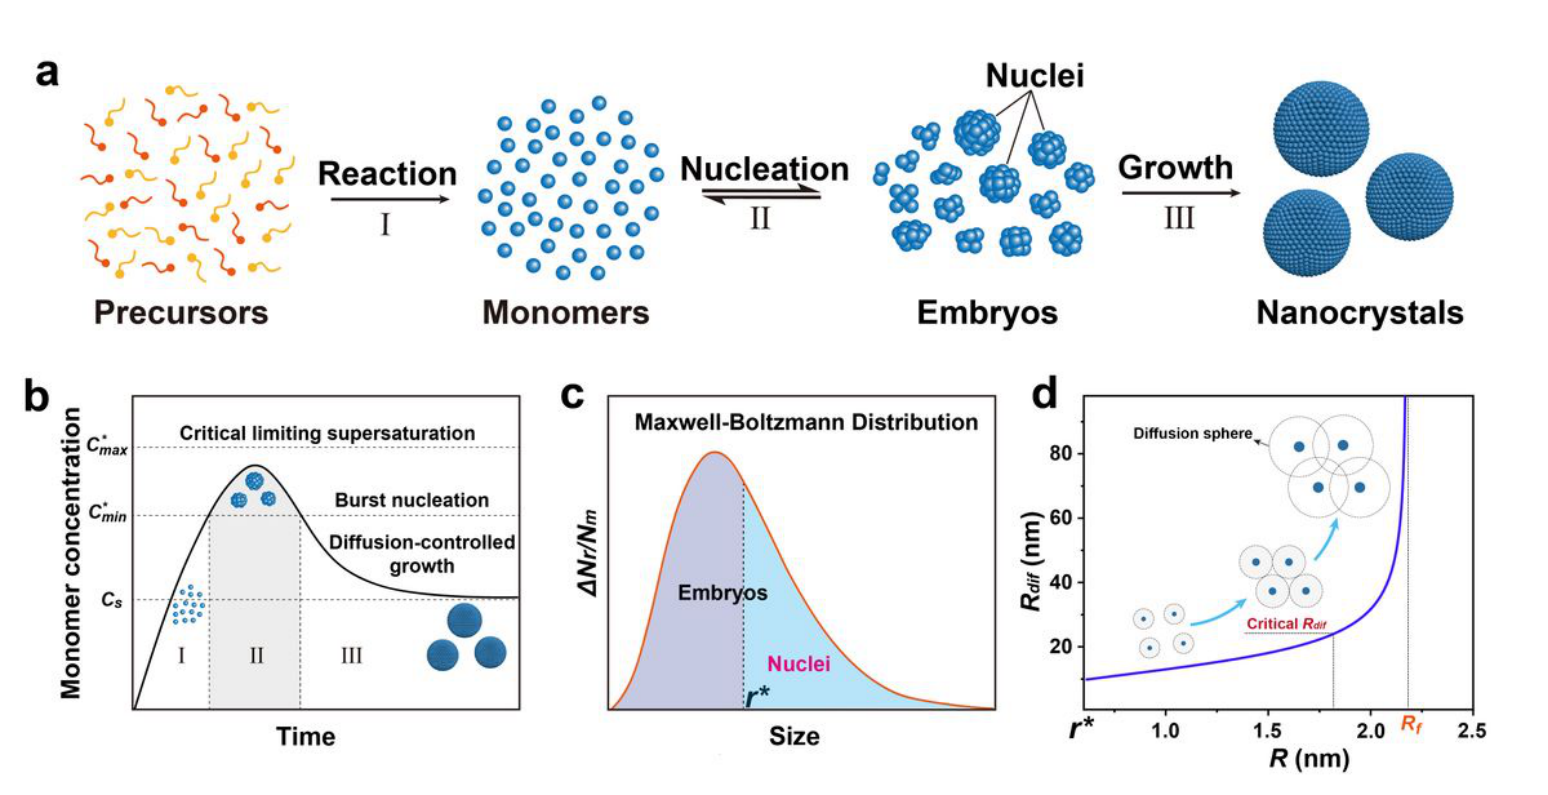 a
Nuclei
Reaction
I
Nucleation
II
Growth
III
Precursors
Monomers
Embryos
Nanocrystals
b
Monomer concentration
C*max
C*min
Cs
Critical limiting supersaturation
Burst nucleation
Diffusion-controlled
growth
I
II
III
Time
c
Maxwell-Boltzmann Distribution
ΔNr/Nm
Embryos
Nuclei
r*
Size
d
Rdif (nm)
80
60
40
20
Diffusion sphere
Critical Rdif
r*
1.0
1.5
2.0
Rf
2.5
R (nm)